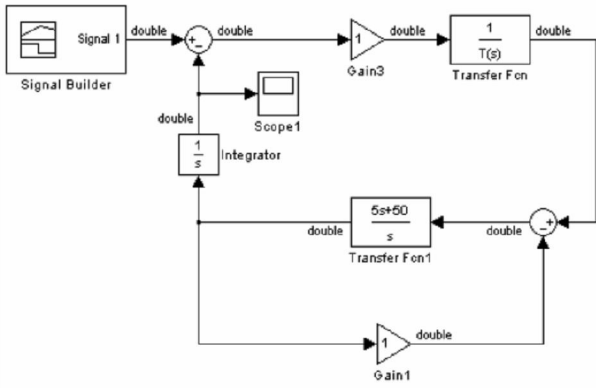 Signal 1
double
+
-
double
1
double
1
T(s)
double
Signal Builder
Gain3
Transfer Fcn
double
Scope1
1
s
Integrator
5s+50
s
double
double
-
+
Transfer Fcn1
1
double
Gain1